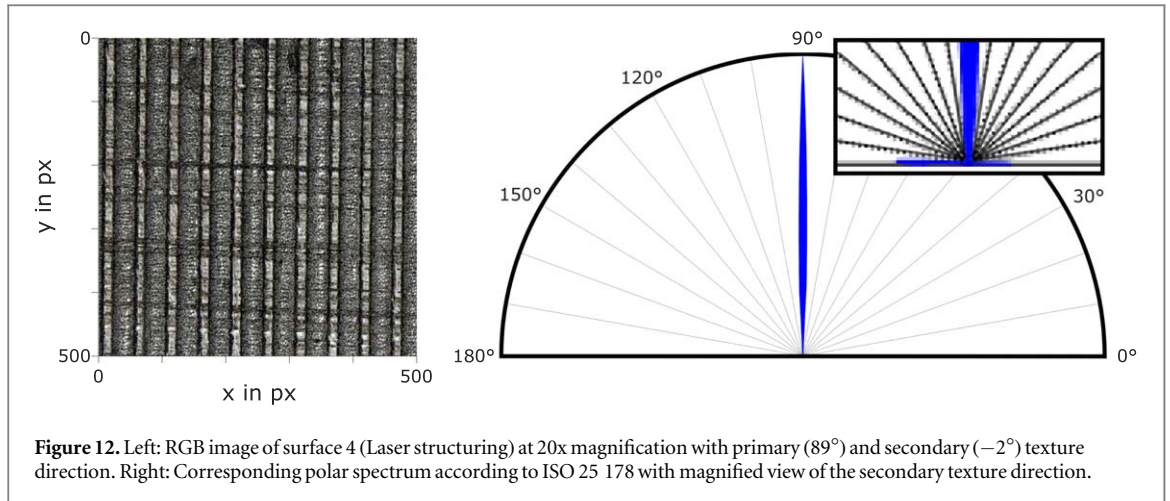 0
y in px
500
0
500
x in px
90°
120°
150°
180°
30°
0°
Figure 12. Left: RGB image of surface 4 (Laser structuring) at 20x magnification with primary (89°) and secondary (−2°) texture
direction. Right: Corresponding polar spectrum according to ISO 25 178 with magnified view of the secondary texture direction.